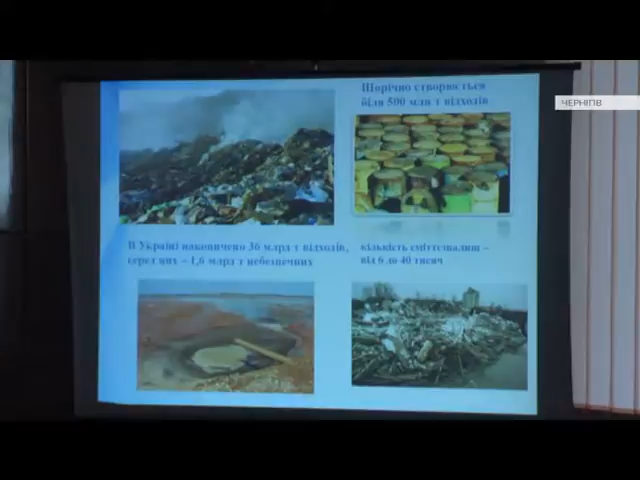 Щорічно створюється
біля 500 млн т відходів
ЧЕРНІГІВ
В Україні накопичено 36 млрд т відходів,
серед них – 1,6 млрд т небезпечних
кількість сміттєзвалищ –
від 6 до 40 тисяч